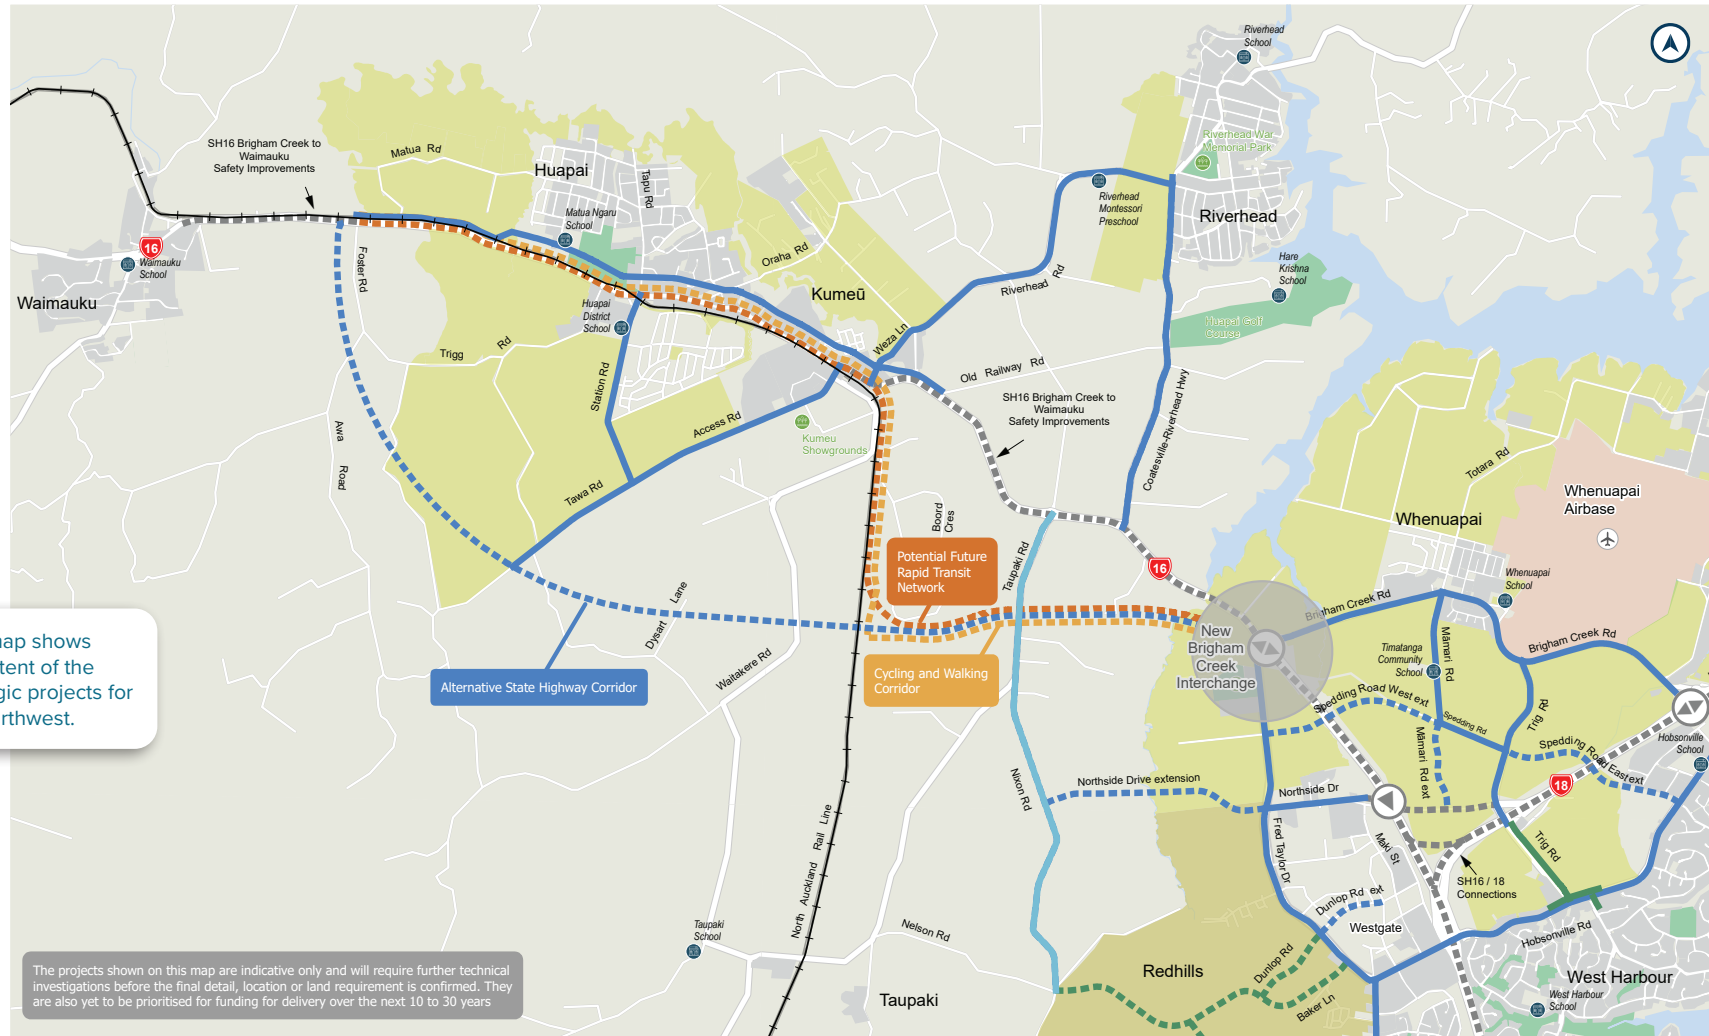 Riverhead
School
SH16 Brigham Creek to
Waimauku
Safety Improvements
Matua Rd
Huapai
Tapu Rd
Riverhead War
Memorial Park
Riverhead
Montessori
Preschool
Riverhead
Matua Ngaru
School
16
Waimauku
School
Waimauku
Foster Rd
Oraha Rd
Kumeū
Riverhead Rd
Hare
Krishna
School
Huapai Golf
Course
Huapai
District
School
Trigg Rd
Weza Ln
Old Railway Rd
Station Rd
Access Rd
SH16 Brigham Creek to
Waimauku
Safety Improvements
Coatesville-Riverhead Hwy
Kumeu
Showgrounds
Awa Road
Tawa Rd
Totara Rd
Whenuapai
Airbase
Whenuapai
Boord
Cres
Potential Future
Rapid Transit
Network
Taupaki Rd
16
Whenuapai
School
Dysart Lane
Brigham Creek Rd
New
Brigham
Creek
Interchange
Timatanga
Community
School
Māmari Rd
Brigham Creek Rd
map shows
tent of the
gic projects for
rthwest.
Alternative State Highway Corridor
Waitakere Rd
Cycling and Walking
Corridor
Spedding Road West ext
Spedding Rd
Trig Rd
Māmari Rd ext
Spedding Road East ext
Hobsonville
School
18
Nixon Rd
Northside Drive extension
Northside Dr
Fred Taylor Dr
Maki St
Trig Rd
SH16 / 18
Connections
North Auckland Rail Line
Dunlop Rd ext
Westgate
Hobsonville Rd
Taupaki
School
Nelson Rd
Dunlop Rd
Redhills
Baker Ln
West Harbour
West Harbour
School
Taupaki
The projects shown on this map are indicative only and will require further technical
investigations before the final detail, location or land requirement is confirmed. They
are also yet to be prioritised for funding for delivery over the next 10 to 30 years